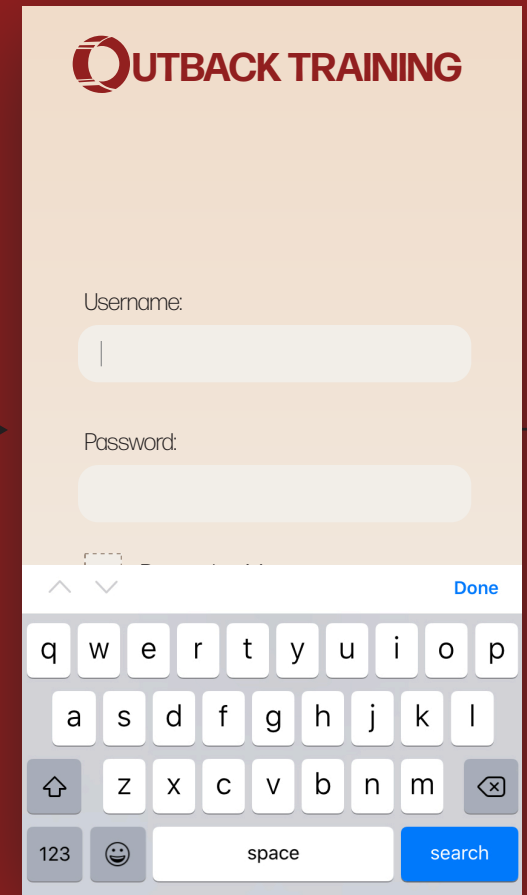 OUTBACK TRAINING
Username:
Password:
Done
q w e r t y u i o p
a s d f g h j k l
z x c v b n m
123 space search